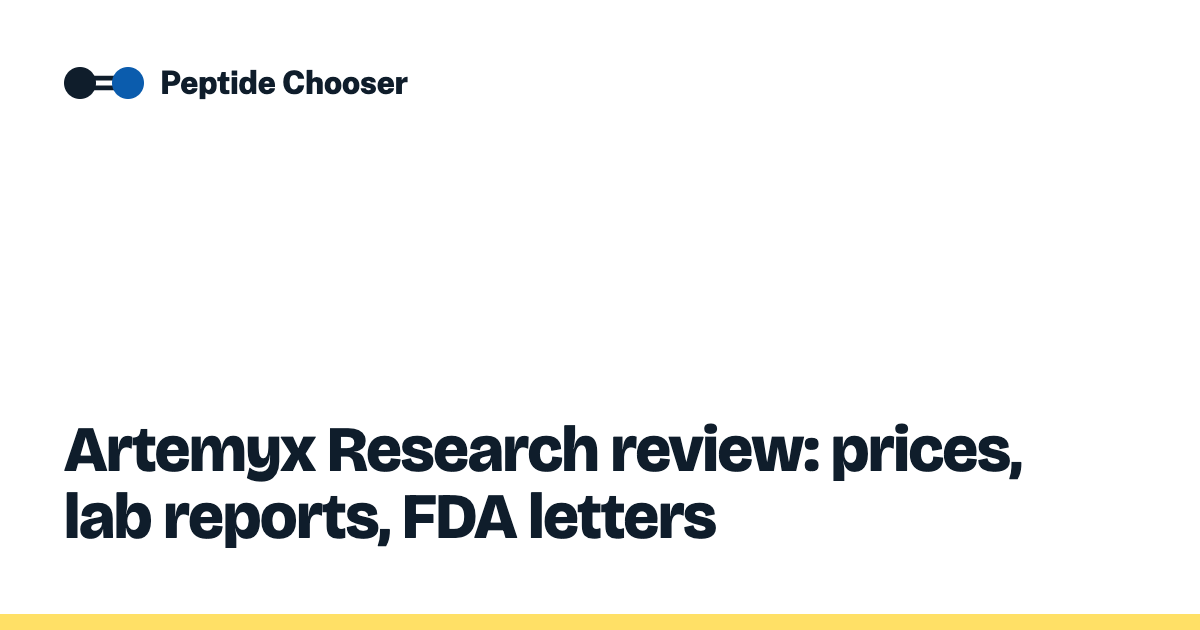 Peptide Chooser
Artemyx Research review: prices,
lab reports, FDA letters